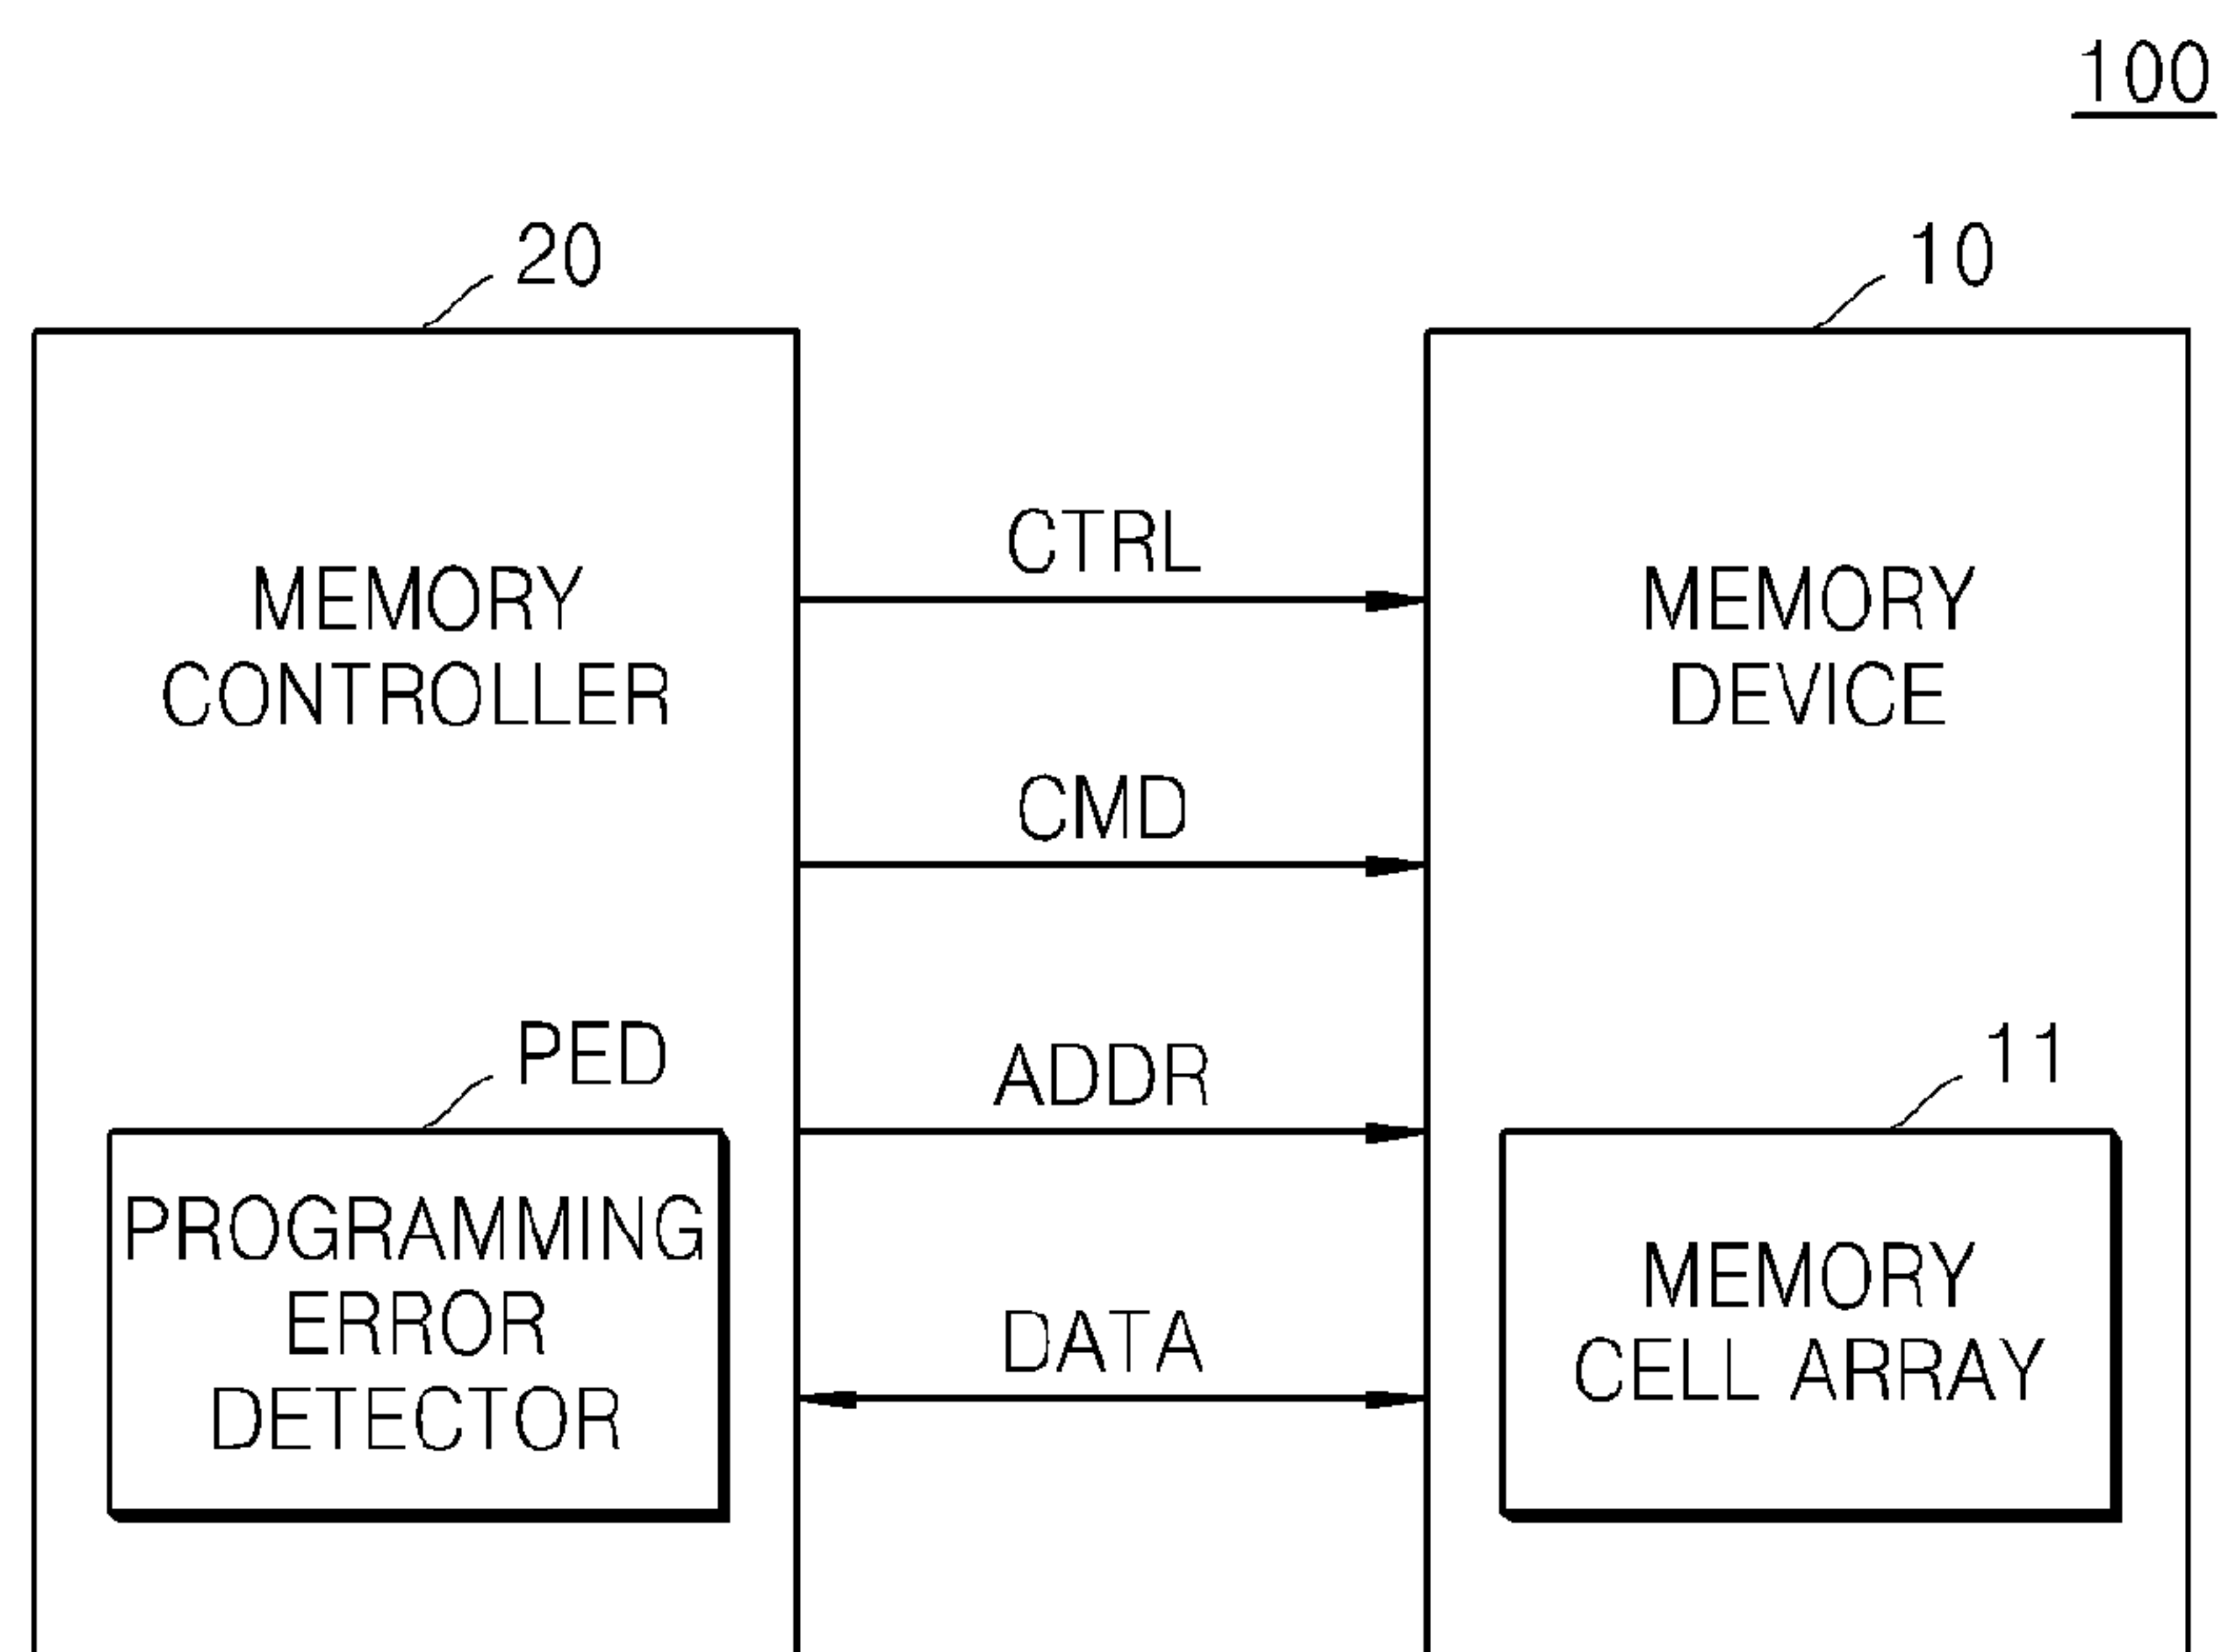 100
20
10
MEMORY
CONTROLLER
CTRL
MEMORY
DEVICE
CMD
PED
ADDR
11
PROGRAMMING
ERROR
DETECTOR
DATA
MEMORY
CELL ARRAY